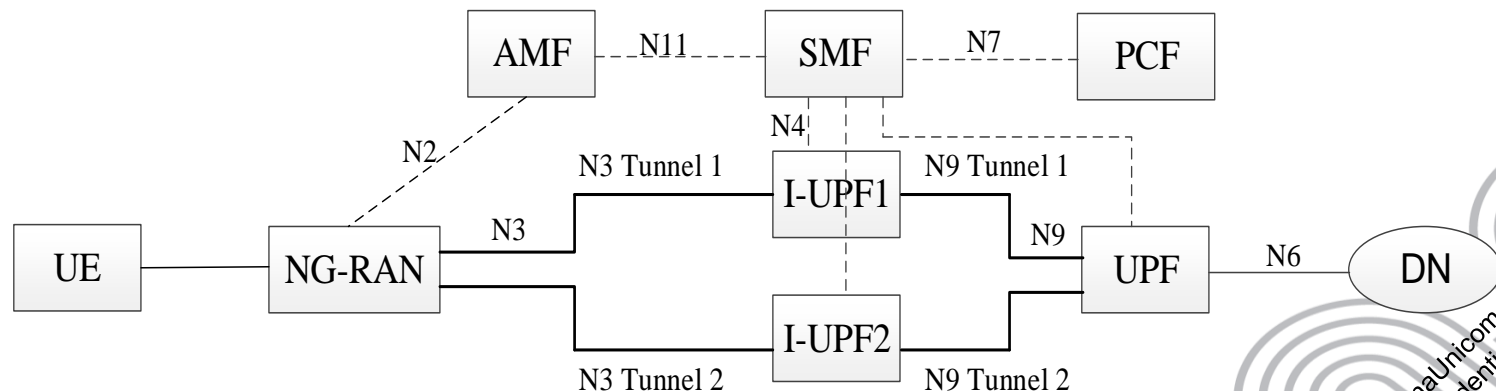 AMF
N11
SMF
N7
PCF
N2
N4
N3 Tunnel 1
I-UPF1
N9 Tunnel 1
UE
NG-RAN
N3
N9
UPF
N6
DN
I-UPF2
N3 Tunnel 2
N9 Tunnel 2